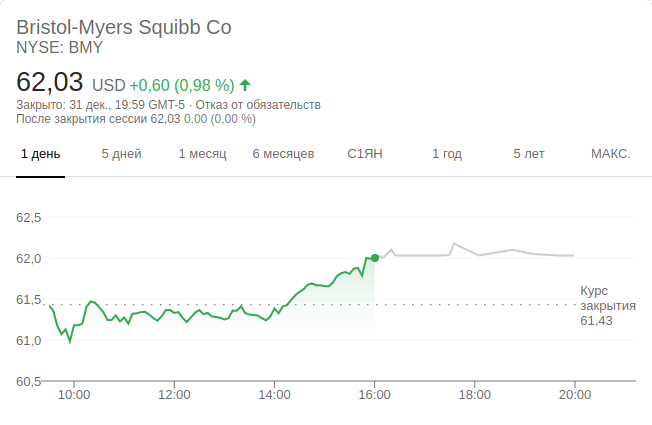 Bristol-Myers Squibb Co
NYSE: BMY
62,03 USD +0,60 (0,98 %)
Закрыто: 31 дек., 19:59 GMT-5 · Отказ от обязательств
После закрытия сессии 62,03 0,00 (0,00 %)
1 день 5 дней 1 месяц 6 месяцев С1ЯН 1 год 5 лет МАКС.
62,5
62,0
61,5
61,0
60,5
Курс
закрытия
61,43
10:00 12:00 14:00 16:00 18:00 20:00